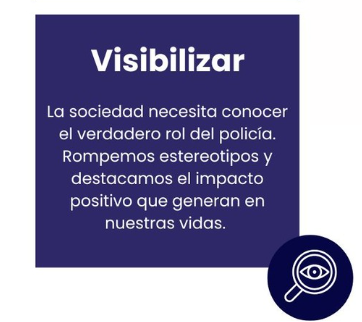 Visibilizar
La sociedad necesita conocer
el verdadero rol del policía.
Rompemos estereotipos y
destacamos el impacto
positivo que generan en
nuestras vidas.